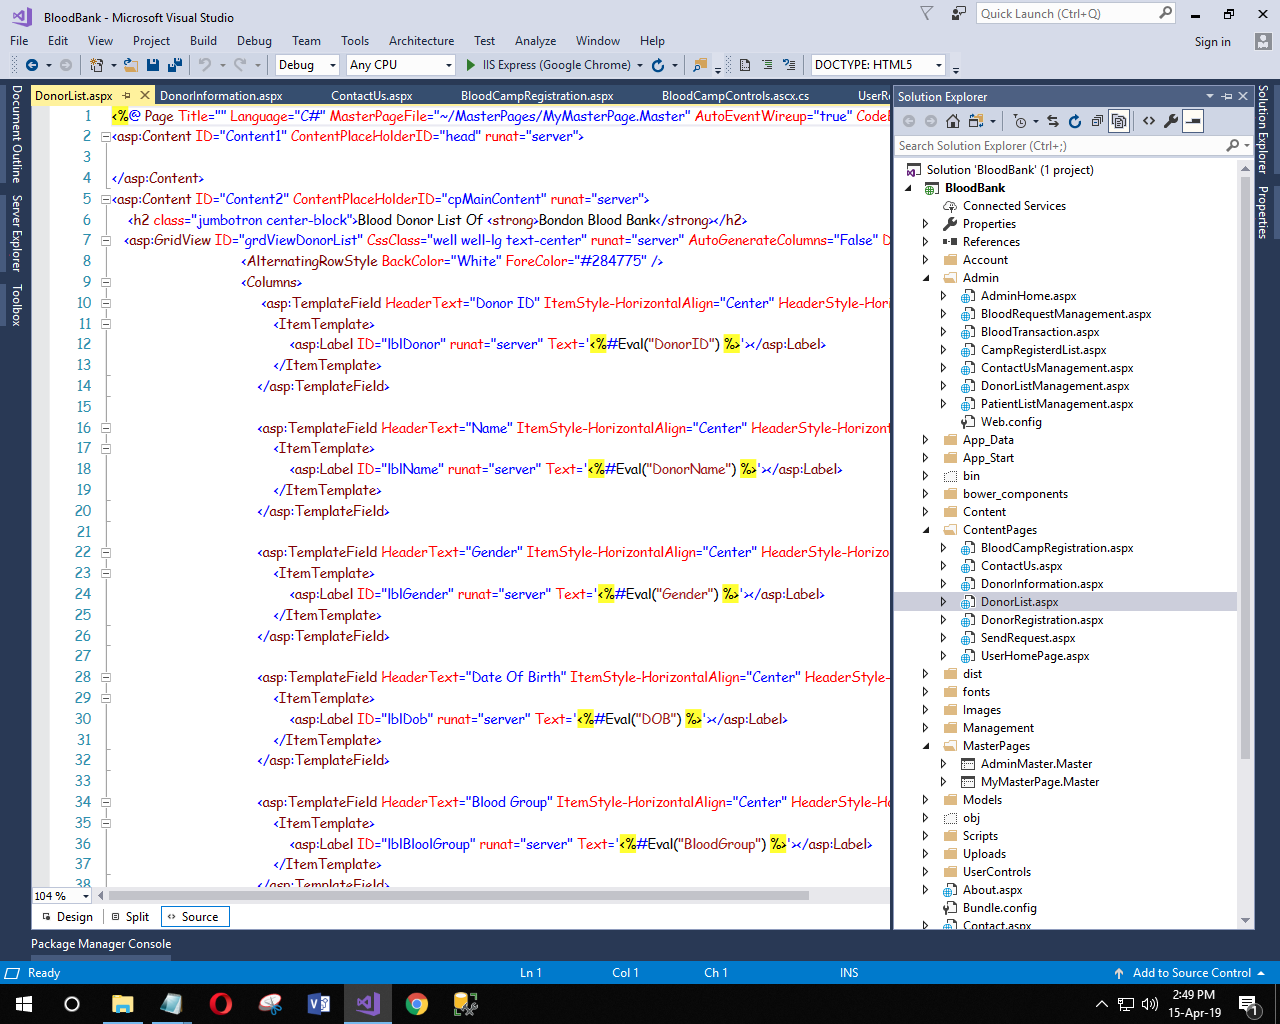 BloodBank - Microsoft Visual Studio
Quick Launch (Ctrl+Q)
File Edit View Project Build Debug Team Tools Architecture Test Analyze Window Help
Sign in
Debug Any CPU IIS Express (Google Chrome) DOCTYPE: HTML5
Document Outline
Server Explorer
Toolbox
DonorList.aspx DonorInformation.aspx ContactUs.aspx BloodCampRegistration.aspx BloodCampControls.ascx.cs UserRe
1 <%@ Page Title="" Language="C#" MasterPageFile="~/MasterPages/MyMasterPage.Master" AutoEventWireup="true" CodeB
2 <asp:Content ID="Content1" ContentPlaceHolderID="head" runat="server">
3
4 </asp:Content>
5 <asp:Content ID="Content2" ContentPlaceHolderID="cpMainContent" runat="server">
6 <h2 class="jumbotron center-block">Blood Donor List Of <strong>Bondon Blood Bank</strong></h2>
7 <asp:GridView ID="grdViewDonorList" CssClass="well well-lg text-center" runat="server" AutoGenerateColumns="False" D
8 <AlternatingRowStyle BackColor="White" ForeColor="#284775" />
9 <Columns>
10 <asp:TemplateField HeaderText="Donor ID" ItemStyle-HorizontalAlign="Center" HeaderStyle-Hori
11 <ItemTemplate>
12 <asp:Label ID="lblDonor" runat="server" Text='<%#Eval("DonorID") %>'></asp:Label>
13 </ItemTemplate>
14 </asp:TemplateField>
15
16 <asp:TemplateField HeaderText="Name" ItemStyle-HorizontalAlign="Center" HeaderStyle-Horizont
17 <ItemTemplate>
18 <asp:Label ID="lblName" runat="server" Text='<%#Eval("DonorName") %>'></asp:Label>
19 </ItemTemplate>
20 </asp:TemplateField>
21
22 <asp:TemplateField HeaderText="Gender" ItemStyle-HorizontalAlign="Center" HeaderStyle-Horizo
23 <ItemTemplate>
24 <asp:Label ID="lblGender" runat="server" Text='<%#Eval("Gender") %>'></asp:Label>
25 </ItemTemplate>
26 </asp:TemplateField>
27
28 <asp:TemplateField HeaderText="Date Of Birth" ItemStyle-HorizontalAlign="Center" HeaderStyle-
29 <ItemTemplate>
30 <asp:Label ID="lblDob" runat="server" Text='<%#Eval("DOB") %>'></asp:Label>
31 </ItemTemplate>
32 </asp:TemplateField>
33
34 <asp:TemplateField HeaderText="Blood Group" ItemStyle-HorizontalAlign="Center" HeaderStyle-Ho
35 <ItemTemplate>
36 <asp:Label ID="lblBloolGroup" runat="server" Text='<%#Eval("BloodGroup") %>'></asp:Label>
37 </ItemTemplate>
38 </asp:TemplateField>
104 %
Design Split Source
Solution Explorer
Search Solution Explorer (Ctrl+;)
Solution 'BloodBank' (1 project)
BloodBank
Connected Services
Properties
References
Account
Admin
AdminHome.aspx
BloodRequestManagement.aspx
BloodTransaction.aspx
CampRegisterdList.aspx
ContactUsManagement.aspx
DonorListManagement.aspx
PatientListManagement.aspx
Web.config
App_Data
App_Start
bin
bower_components
Content
ContentPages
BloodCampRegistration.aspx
ContactUs.aspx
DonorInformation.aspx
DonorList.aspx
DonorRegistration.aspx
SendRequest.aspx
UserHomePage.aspx
dist
fonts
Images
Management
MasterPages
AdminMaster.Master
MyMasterPage.Master
Models
obj
Scripts
Uploads
UserControls
About.aspx
Bundle.config
Contact.aspx
Solution Explorer
Properties
Package Manager Console
Ready Ln 1 Col 1 Ch 1 INS Add to Source Control
2:49 PM
15-Apr-19
1